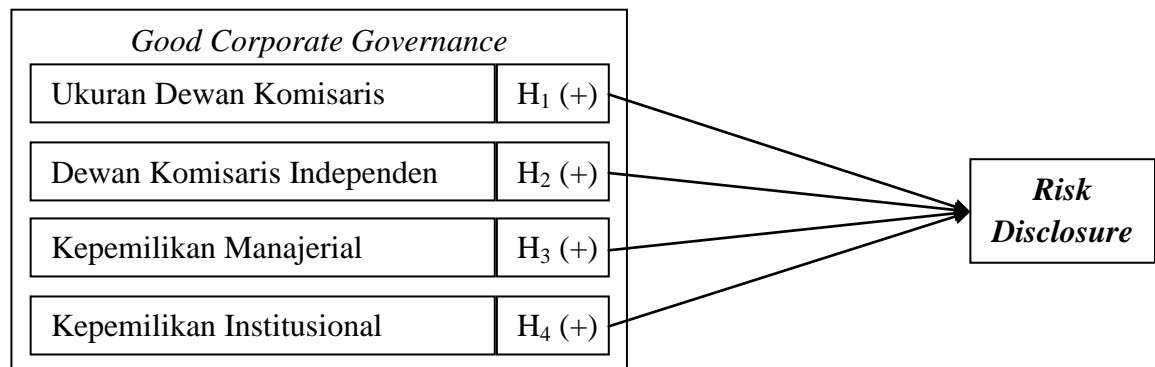 Good Corporate Governance
Ukuran Dewan Komisaris H₁ (+)
Dewan Komisaris Independen H₂ (+)
Kepemilikan Manajerial H₃ (+)
Kepemilikan Institusional H₄ (+)
Risk
Disclosure